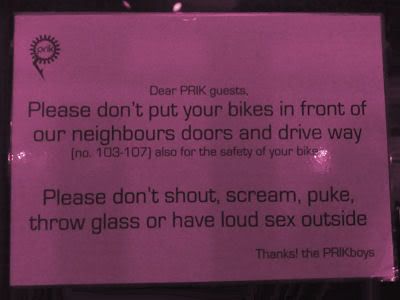 prik
Dear PRIK guests,
Please don't put your bikes in front of
our neighbours doors and drive way
(no. 103-107) also for the safety of your bike
Please don't shout, scream, puke,
throw glass or have loud sex outside
Thanks! the PRIKboys